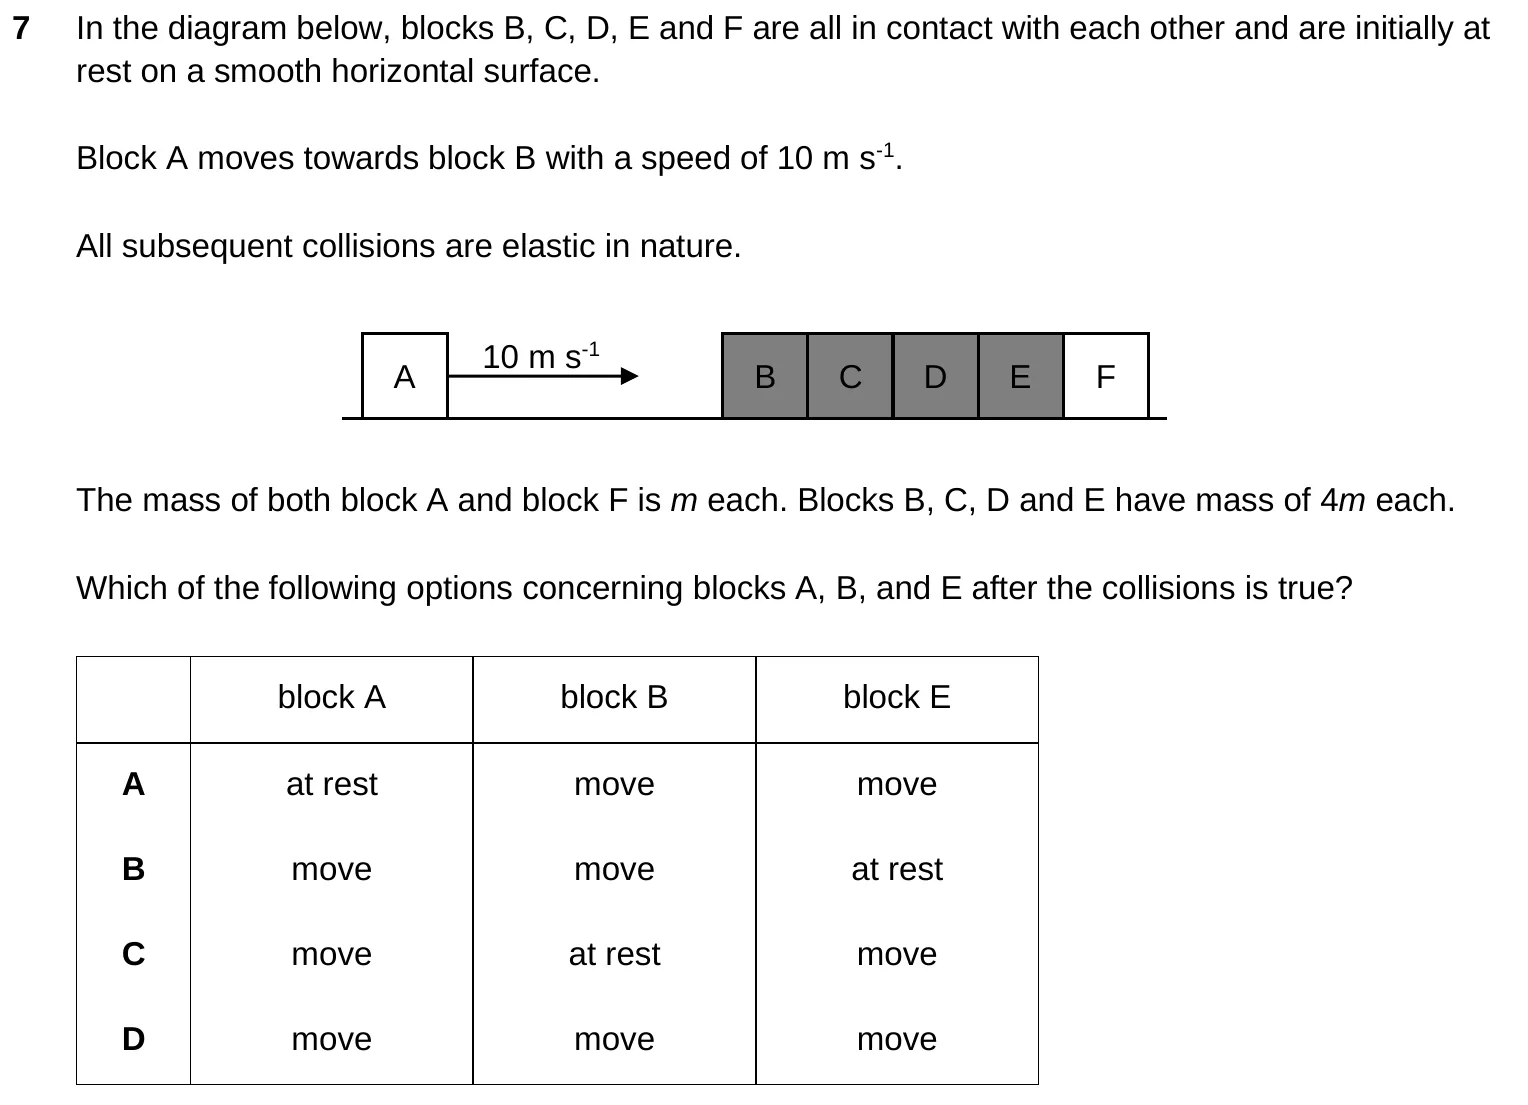 7 In the diagram below, blocks B, C, D, E and F are all in contact with each other and are initially at
rest on a smooth horizontal surface.
Block A moves towards block B with a speed of 10 m s⁻¹.
All subsequent collisions are elastic in nature.
A 10 m s⁻¹ B C D E F
The mass of both block A and block F is m each. Blocks B, C, D and E have mass of 4m each.
Which of the following options concerning blocks A, B, and E after the collisions is true?
block A block B block E
A at rest move move
B move move at rest
C move at rest move
D move move move